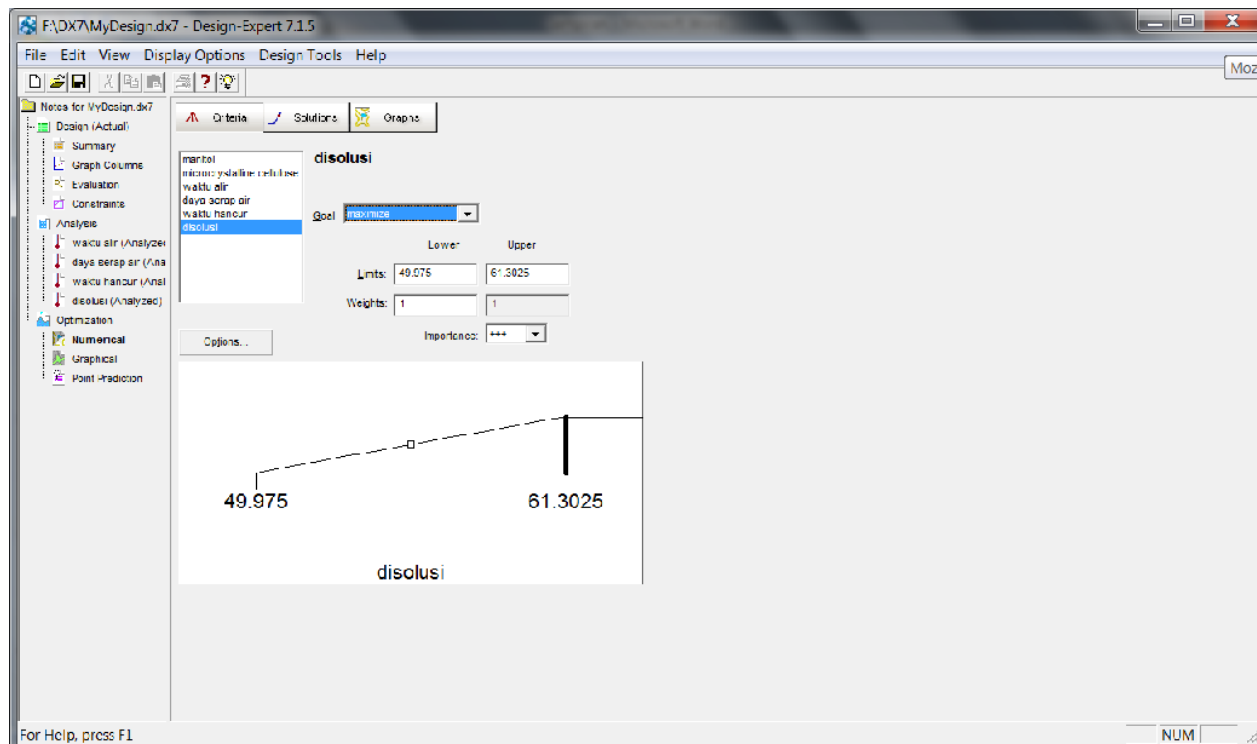 F:\DX7\MyDesign.dx7 - Design-Expert 7.1.5
File Edit View Display Options Design Tools Help
Moz
Notes for MyDesign.dx7
Design (Actual)
Summary
Graph Columns
Evaluation
Constraints
Analysis
waktu alir (Analyze
daya serap air (Ana
waktu hancur (Anal
disolusi (Analyzed)
Optimization
Numerical
Graphical
Point Prediction
Criteria
Solutions
Graphs
manitol
microcrystalline cellulose
waktu alir
daya serap air
waktu hancur
disolusi
Options...
disolusi
Goal maximize
Lower Upper
Limits: 49.975 61.3025
Weights: 1 1
Importance: +++
49.975 61.3025
disolusi
For Help, press F1
NUM